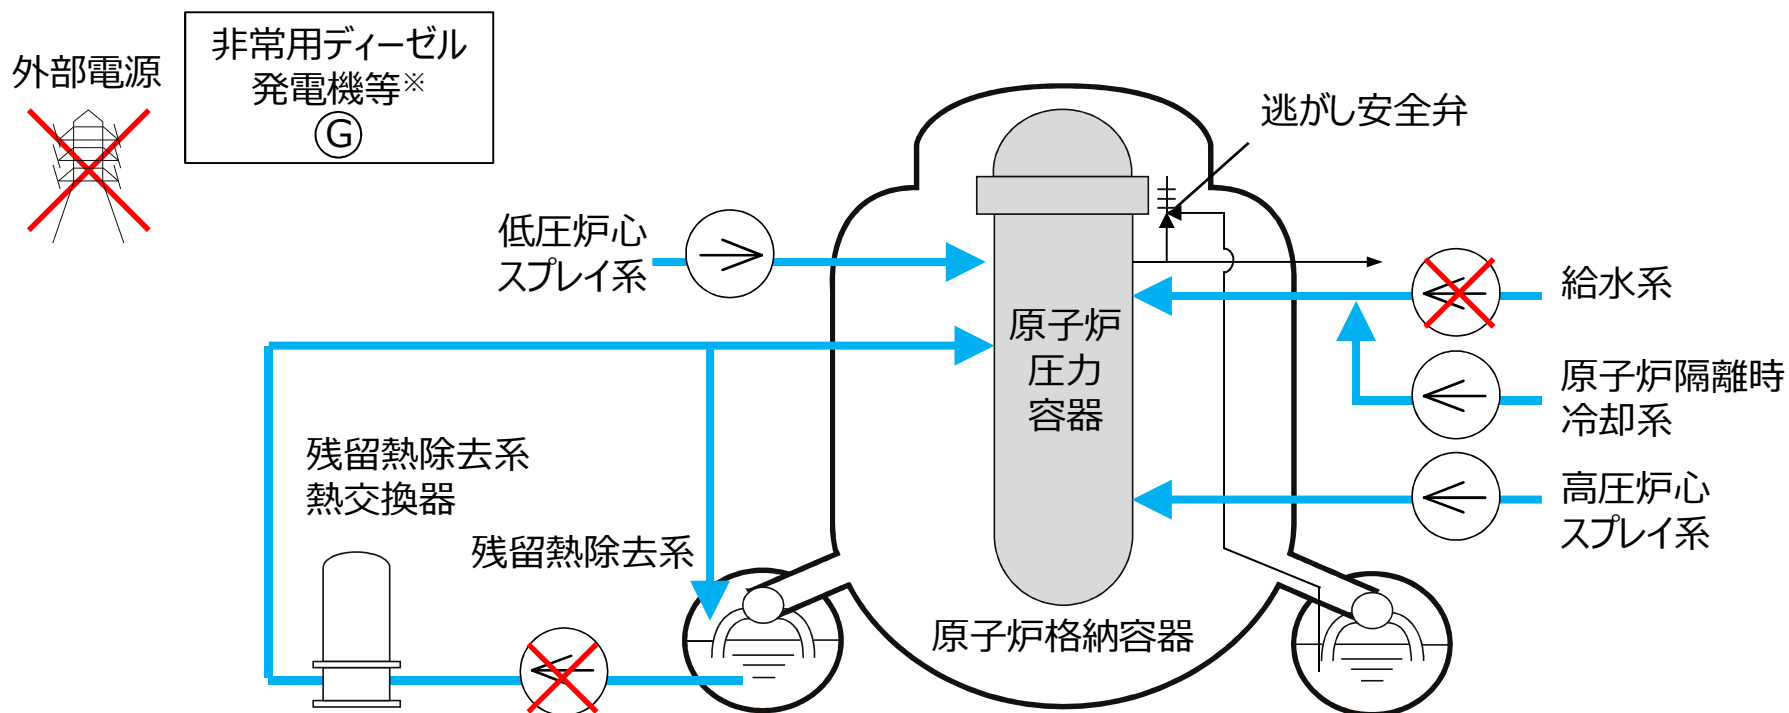 外部電源
非常用ディーゼル
発電機等※
G
逃がし安全弁
低圧炉心
スプレイ系
給水系
原子炉
圧力
容器
原子炉隔離時
冷却系
残留熱除去系
熱交換器
高圧炉心
スプレイ系
残留熱除去系
原子炉格納容器